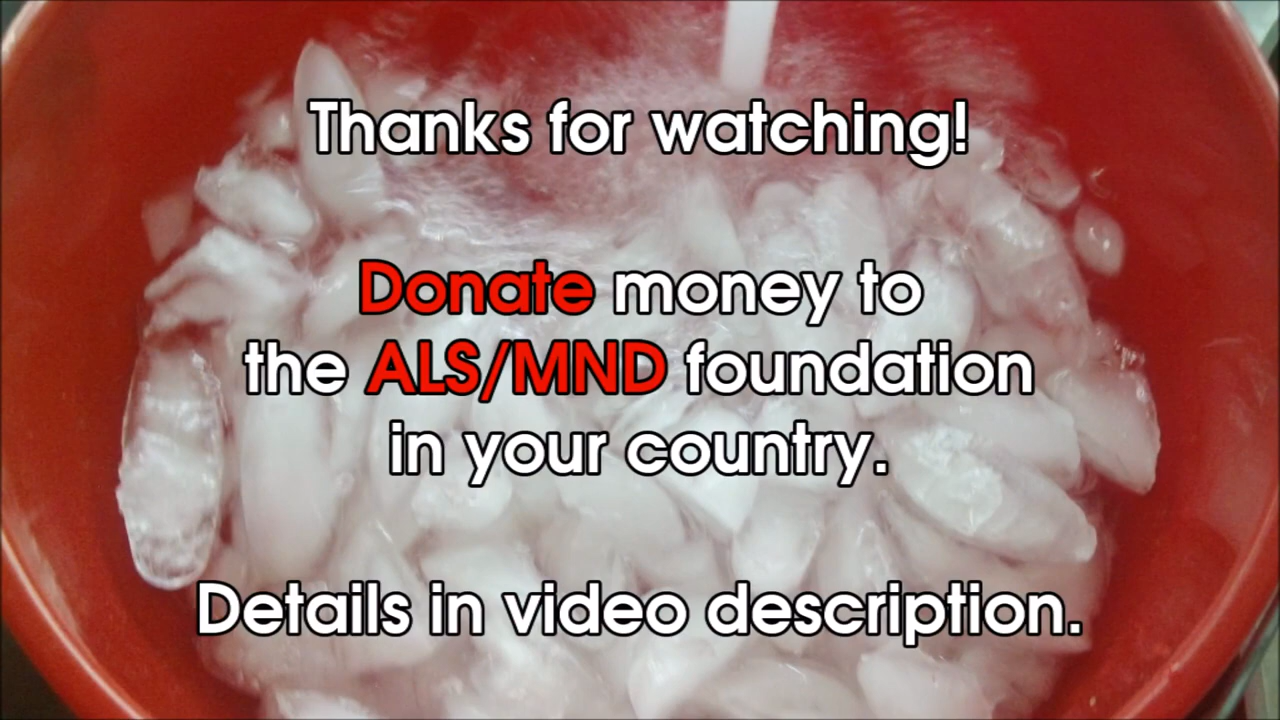 Thanks for watching!
Donate money to
the ALS/MND foundation
in your country.
Details in video description.